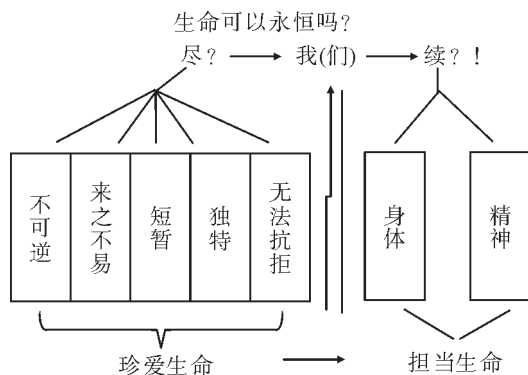 生命可以永恒吗?
尽? 我(们) 续?!
不可逆
来之不易
短暂
独特
无法抗拒
身体
精神
珍爱生命 担当生命